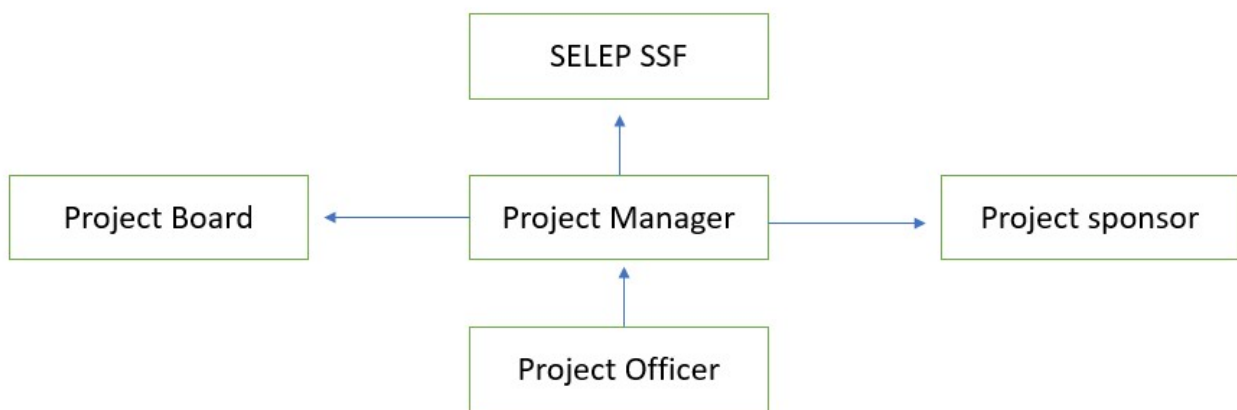 SELEP SSF
Project Board
Project Manager
Project sponsor
Project Officer